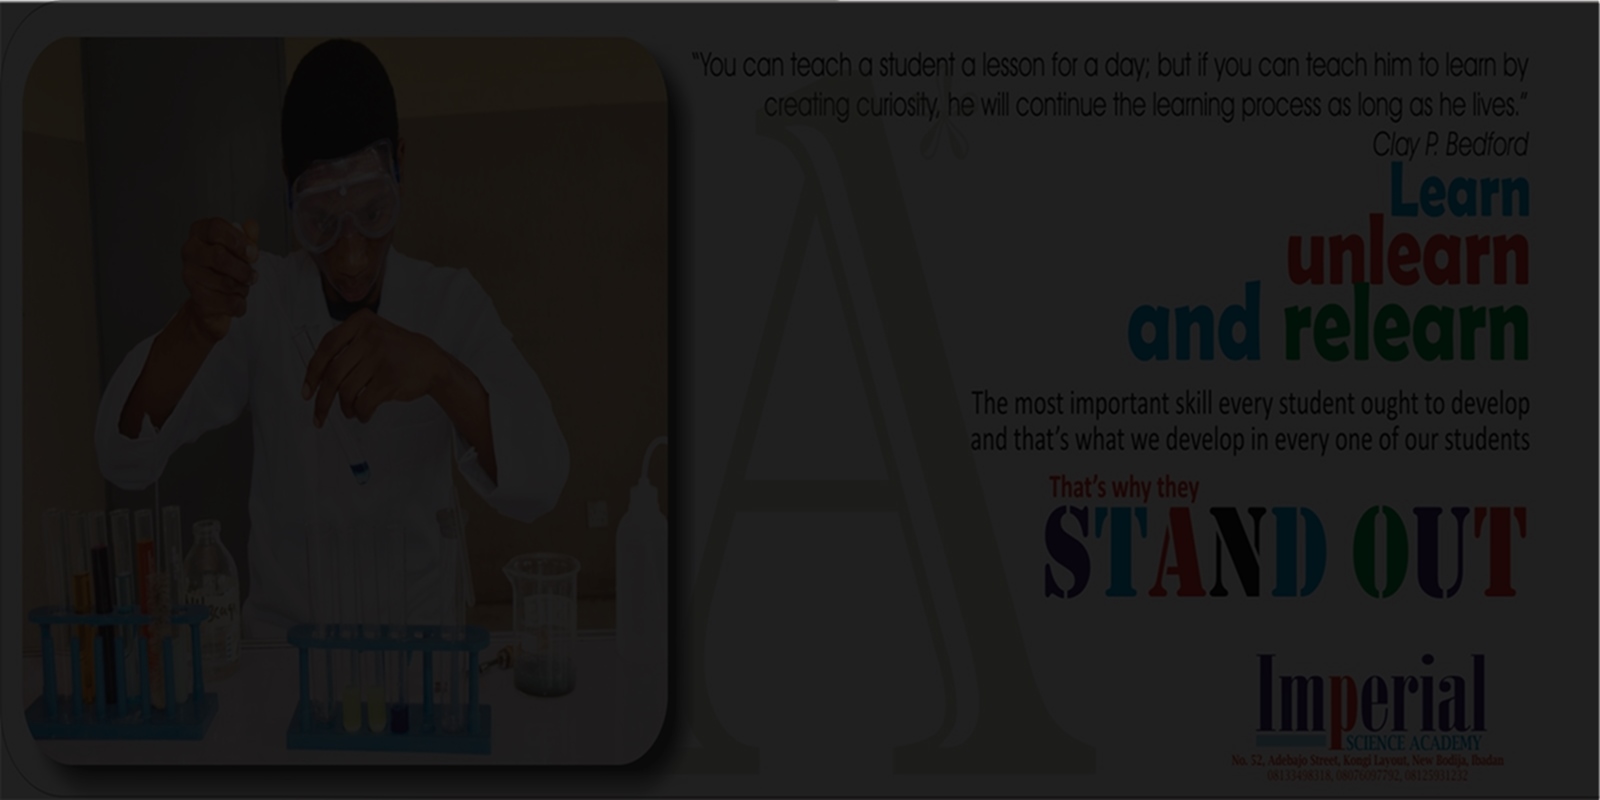 “You can teach a student a lesson for a day; but if you can teach him to learn by
creating curiosity, he will continue the learning process as long as he lives.”
Clay P. Bedford
Learn
unlearn
and relearn
The most important skill every student ought to develop
and that’s what we develop in every one of our students
That’s why they
STAND OUT
Imperial
SCIENCE ACADEMY
No. 52, Adebajo Street, Kongi Layout, New Bodija, Ibadan